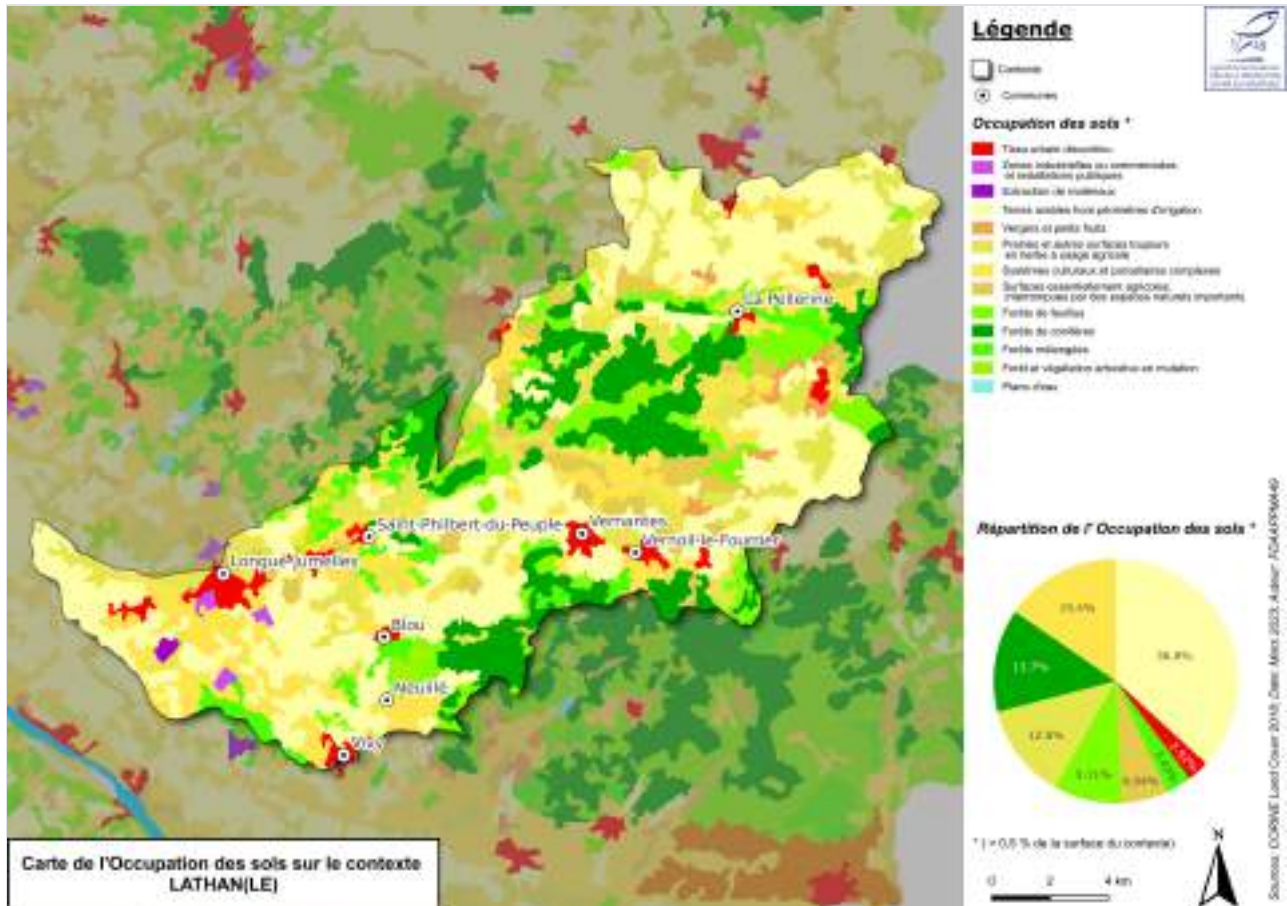 Légende
Contexte
Communes
Occupation des sols *
Tissu urbain discontinu
Zones industrielles ou commerciales
et installations publiques
Extraction de matériaux
Terres arables hors périmètres d'irrigation
Vergers et petits fruits
Prairies et autres surfaces toujours
en herbe à usage agricole
Systèmes culturaux et parcellaires complexes
Surfaces essentiellement agricoles,
interrompues par des espaces naturels importants
Forêts de feuillus
Forêts de conifères
Forêts mélangées
Forêt et végétation arbustive en mutation
Plans d'eau
La Pellerine
Saint-Philbert-du-Peuple
Vernantes
Vernoil-le-Fourrier
Longué-Jumelles
Blou
Neuillé
Vivy
Répartition de l' Occupation des sols *
36.8%
12.8%
* ( > 0,5 % de la surface du contexte)
N
0 2 4 km
Carte de l'Occupation des sols sur le contexte
LATHAN(LE)